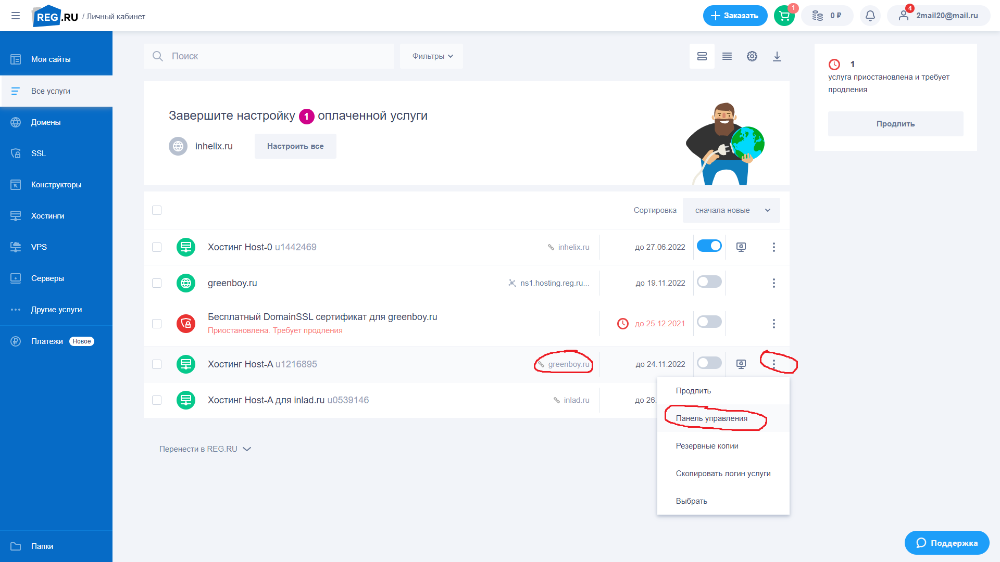 REG.RU / Личный кабинет
Заказать
1
0 ₽
4
2mail20@mail.ru
Мои сайты
Все услуги
Домены
SSL
Конструкторы
Хостинги
VPS
Серверы
Другие услуги
Платежи Новое
Папки
Поиск
Фильтры
Завершите настройку 1 оплаченной услуги
inhelix.ru
Настроить все
1
услуга приостановлена и требует
продления
Продлить
Сортировка сначала новые
Хостинг Host-0 u1442469 inhelix.ru до 27.06.2022
greenboy.ru ns1.hosting.reg.ru... до 19.11.2022
Бесплатный DomainSSL сертификат для greenboy.ru
Приостановлена. Требует продления
до 25.12.2021
Хостинг Host-A u1216895 greenboy.ru до 24.11.2022
Хостинг Host-A для inlad.ru u0539146 inlad.ru до 26.
Продлить
Панель управления
Резервные копии
Скопировать логин услуги
Выбрать
Перенести в REG.RU
Поддержка